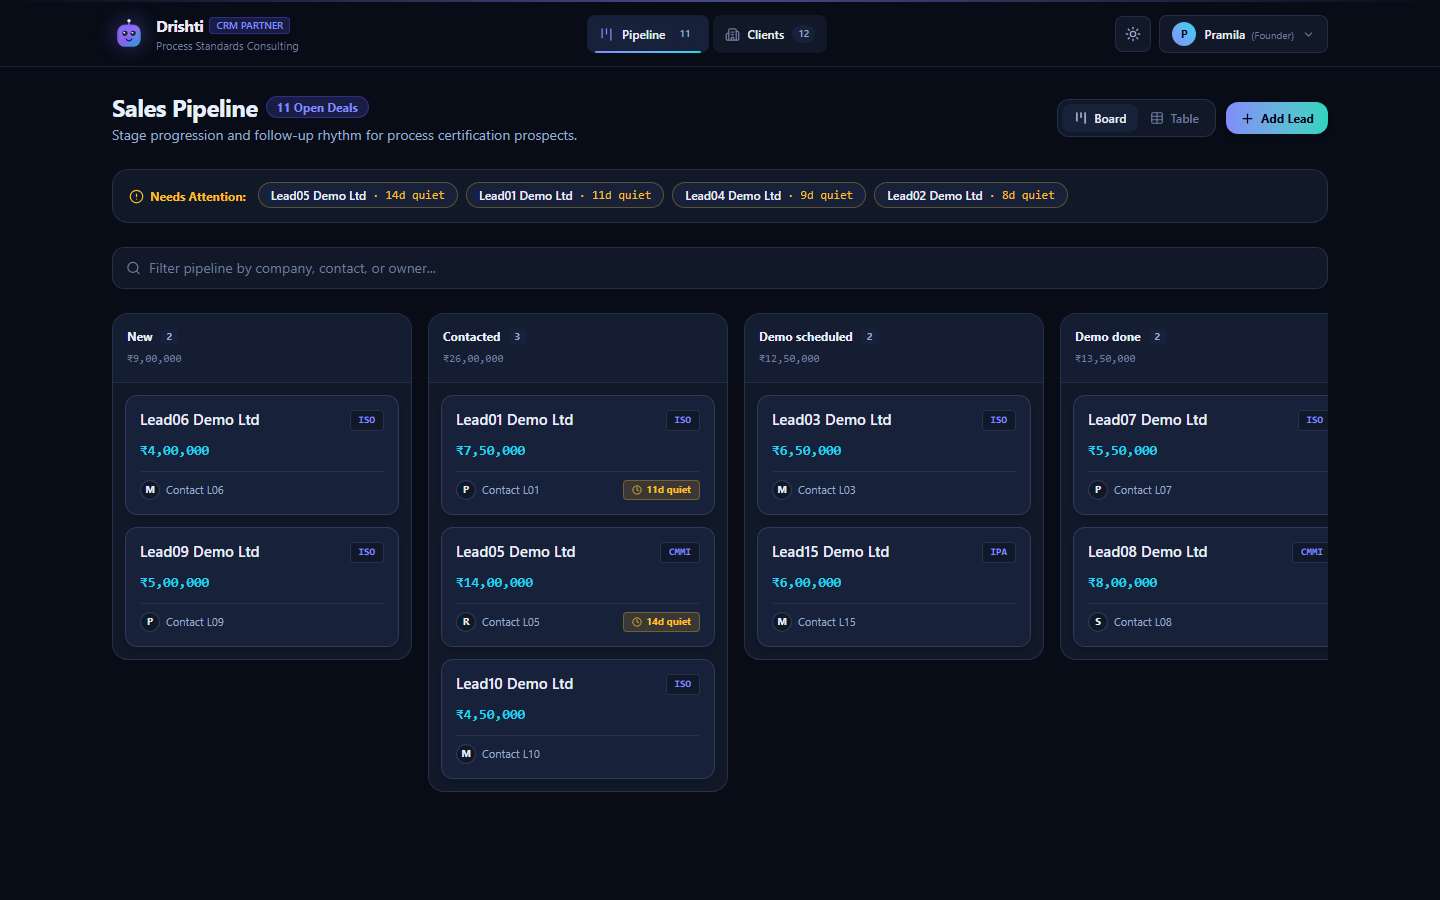 Drishti CRM PARTNER
Process Standards Consulting
Pipeline 11
Clients 12
P Pramila (Founder)
Sales Pipeline 11 Open Deals
Stage progression and follow-up rhythm for process certification prospects.
Board
Table
+ Add Lead
Needs Attention:
Lead05 Demo Ltd · 14d quiet
Lead01 Demo Ltd · 11d quiet
Lead04 Demo Ltd · 9d quiet
Lead02 Demo Ltd · 8d quiet
Filter pipeline by company, contact, or owner...
New 2
₹9,00,000
Lead06 Demo Ltd ISO
₹4,00,000
M Contact L06
Lead09 Demo Ltd ISO
₹5,00,000
P Contact L09
Contacted 3
₹26,00,000
Lead01 Demo Ltd ISO
₹7,50,000
P Contact L01 11d quiet
Lead05 Demo Ltd CMMI
₹14,00,000
R Contact L05 14d quiet
Lead10 Demo Ltd ISO
₹4,50,000
M Contact L10
Demo scheduled 2
₹12,50,000
Lead03 Demo Ltd ISO
₹6,50,000
M Contact L03
Lead15 Demo Ltd IPA
₹6,00,000
M Contact L15
Demo done 2
₹13,50,000
Lead07 Demo Ltd ISO
₹5,50,000
P Contact L07
Lead08 Demo Ltd CMMI
₹8,00,000
S Contact L08